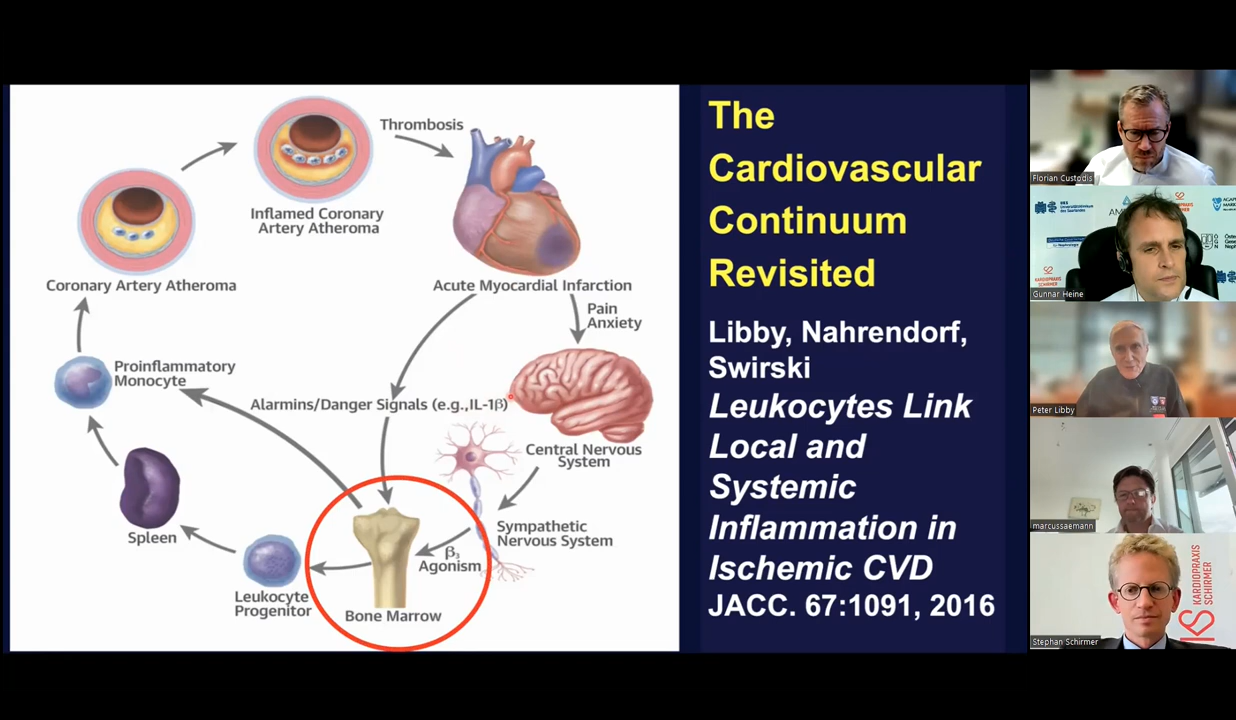 Thrombosis
Inflamed Coronary
Artery Atheroma
Coronary Artery Atheroma
Acute Myocardial Infarction
Pain
Anxiety
Proinflammatory
Monocyte
Alarmins/Danger Signals (e.g.,IL-1β)
Central Nervous
System
Spleen
Sympathetic
Nervous System
β3
Agonism
Leukocyte
Progenitor
Bone Marrow
The
Cardiovascular
Continuum
Revisited
Libby, Nahrendorf,
Swirski
Leukocytes Link
Local and
Systemic
Inflammation in
Ischemic CVD
JACC. 67:1091, 2016
Florian Custodis
Gunnar Heine
Peter Libby
marcussaemann
Stephan Schirmer
KARDIOPRAXIS
SCHIRMER